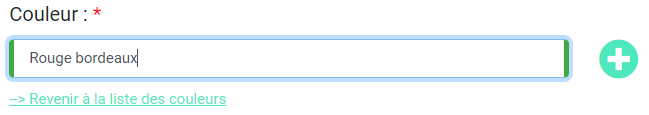 Couleur : *
Rouge bordeaux
--> Revenir à la liste des couleurs